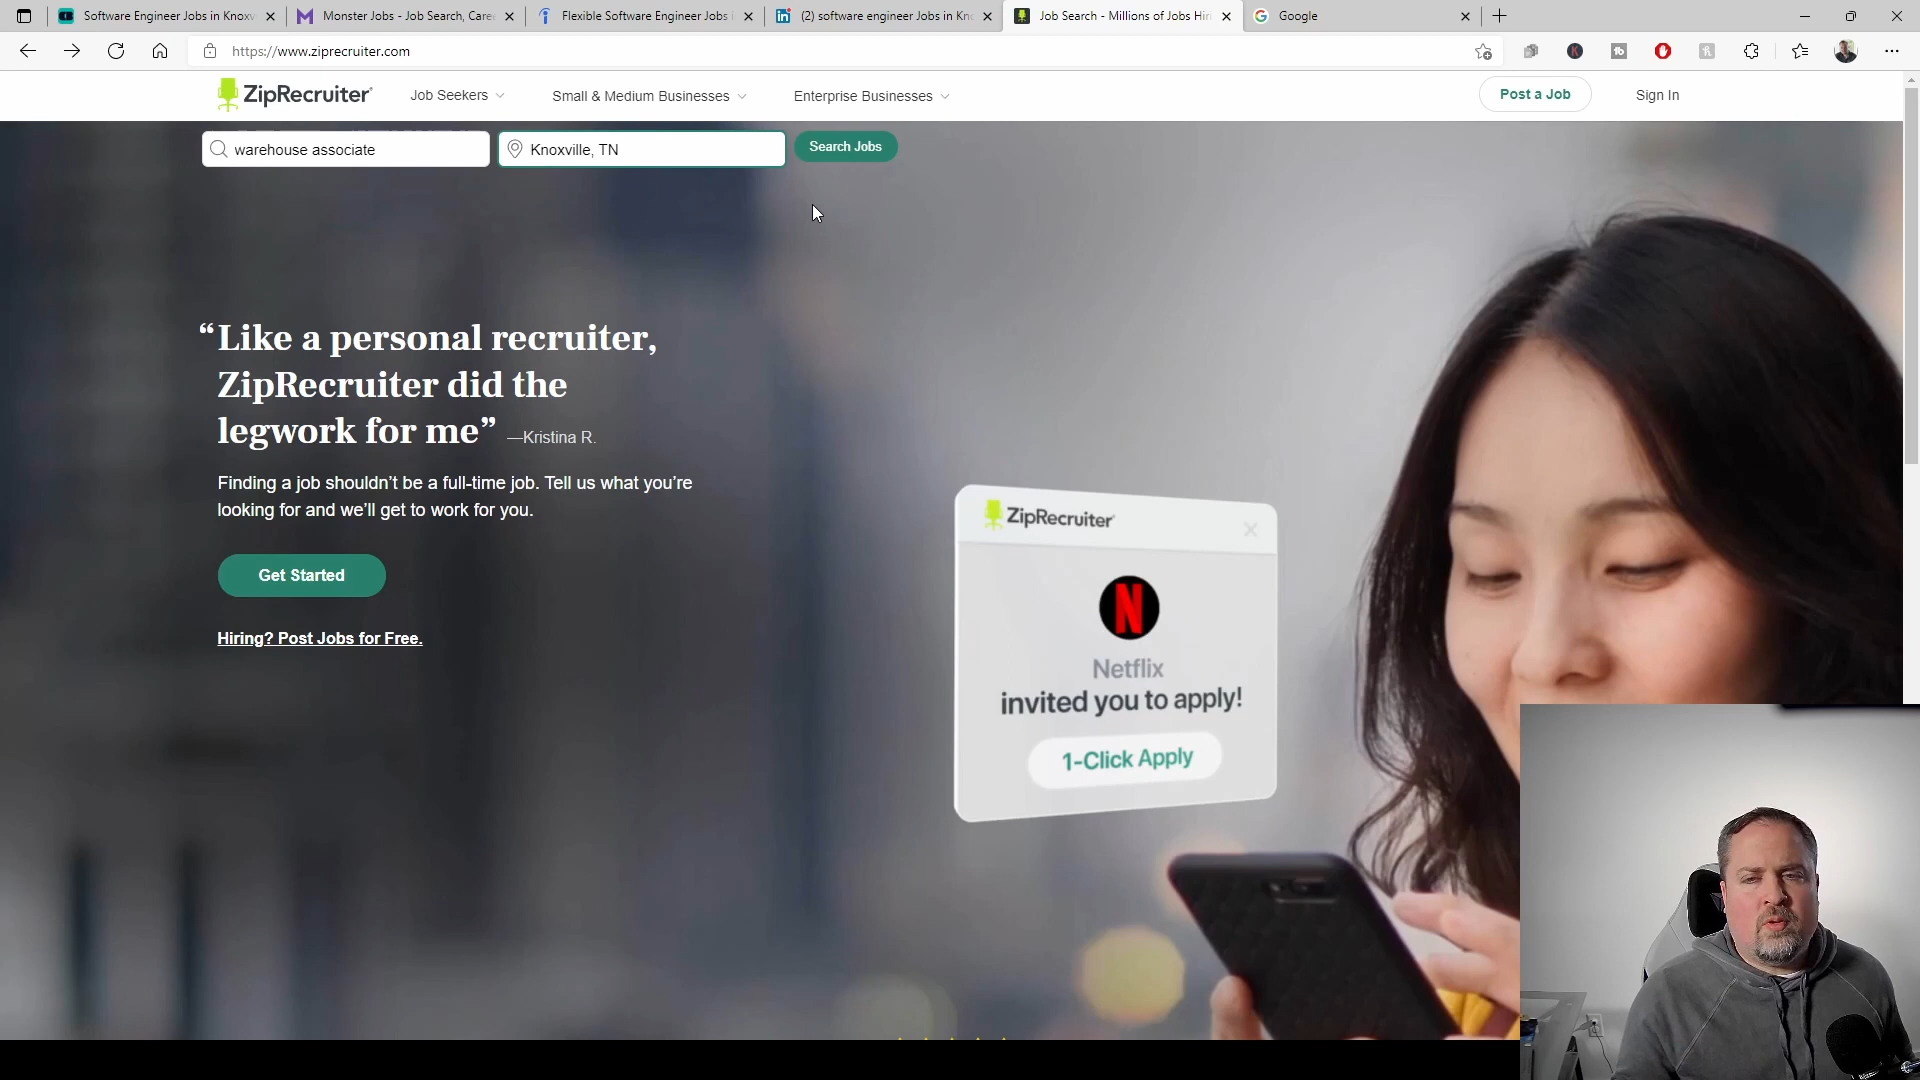 Software Engineer Jobs in Knoxv
Monster Jobs - Job Search, Caree
Flexible Software Engineer Jobs i
(2) software engineer Jobs in Kno
Job Search - Millions of Jobs Hiri
Google
https://www.ziprecruiter.com
ZipRecruiter
Job Seekers
Small & Medium Businesses
Enterprise Businesses
Post a Job
Sign In
warehouse associate
Knoxville, TN
Search Jobs
“Like a personal recruiter,
ZipRecruiter did the
legwork for me” —Kristina R.
Finding a job shouldn’t be a full-time job. Tell us what you’re
looking for and we’ll get to work for you.
Get Started
Hiring? Post Jobs for Free.
ZipRecruiter
N
Netflix
invited you to apply!
1-Click Apply